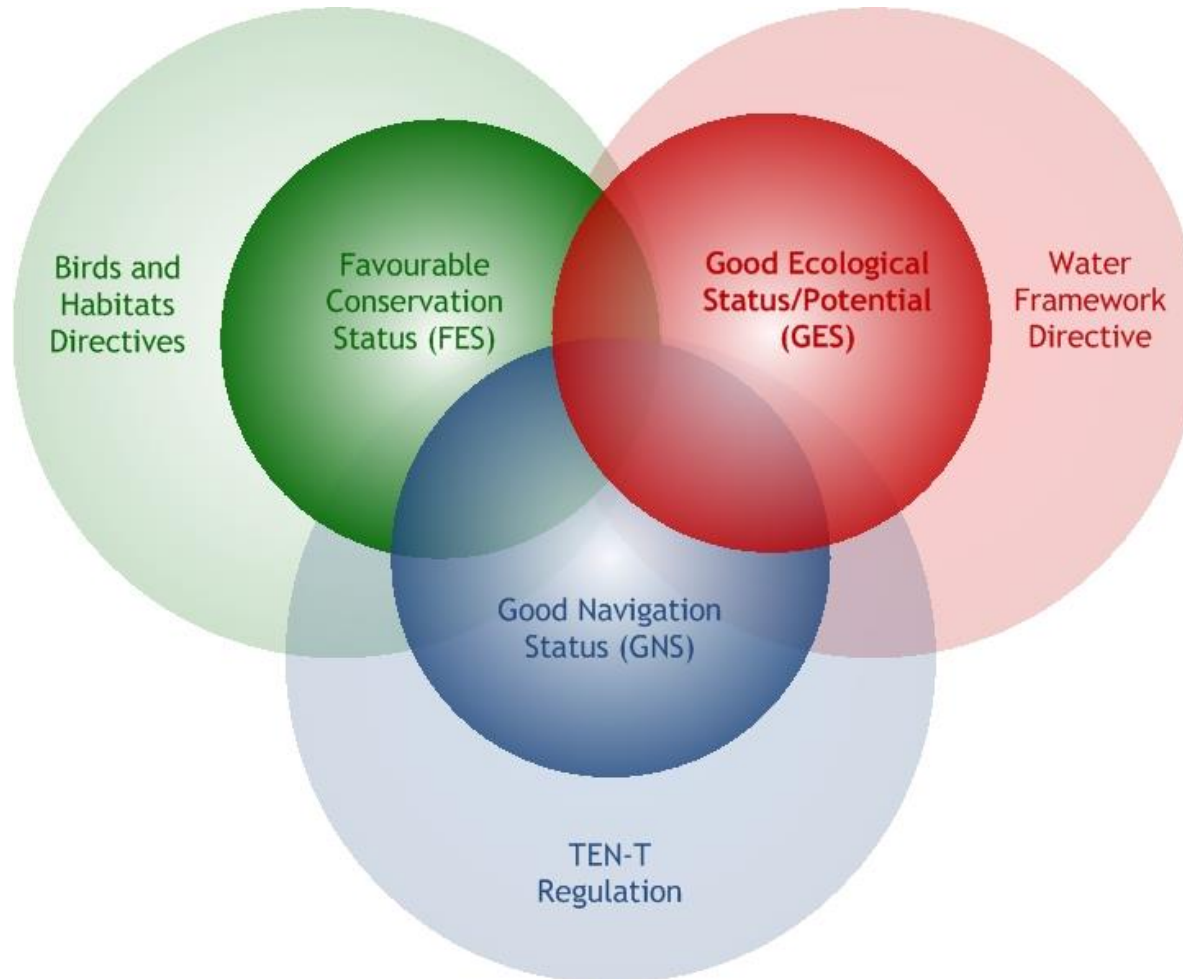 Birds and
Habitats
Directives
Favourable
Conservation
Status (FES)
Good Ecological
Status/Potential
(GES)
Water
Framework
Directive
Good Navigation
Status (GNS)
TEN-T
Regulation